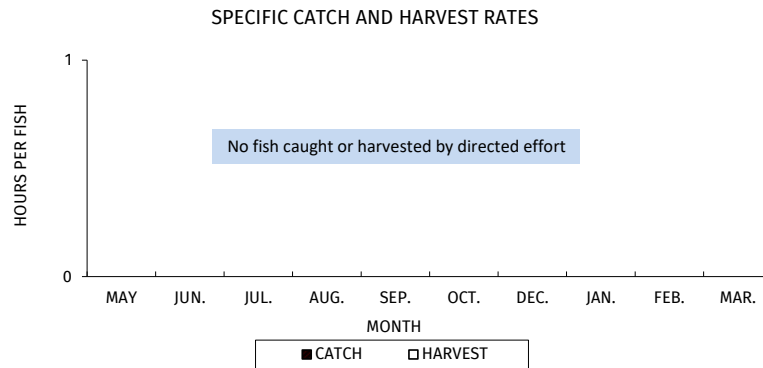 SPECIFIC CATCH AND HARVEST RATES
1
No fish caught or harvested by directed effort
HOURS PER FISH
0
MAY JUN. JUL. AUG. SEP. OCT. DEC. JAN. FEB. MAR.
MONTH
CATCH HARVEST